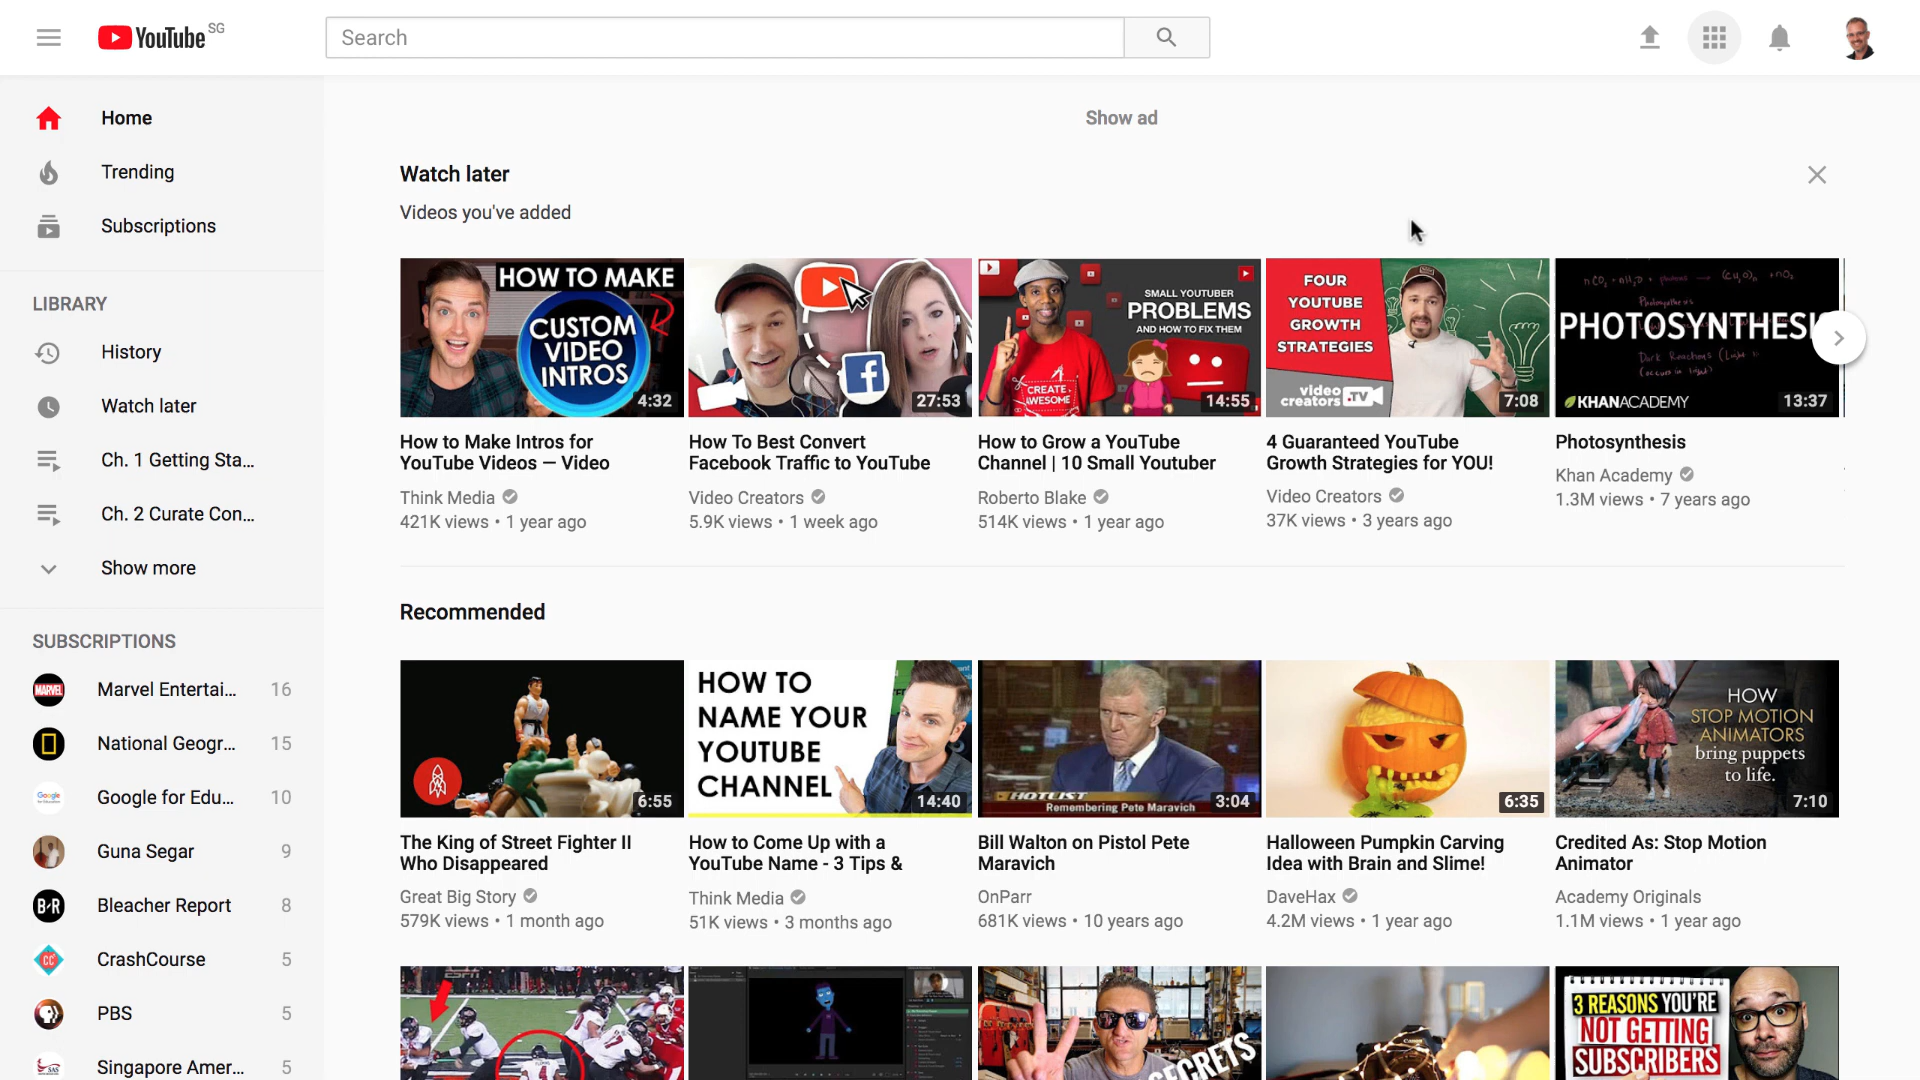 YouTube SG
Search
Home
Trending
Subscriptions
LIBRARY
History
Watch later
Ch. 1 Getting Sta...
Ch. 2 Curate Con...
Show more
SUBSCRIPTIONS
MARVEL
Marvel Entertai... 16
National Geogr... 15
Google
Google for Edu... 10
Guna Segar 9
B/R
Bleacher Report 8
CC
CrashCourse 5
PBS 5
SAS
Singapore Amer... 5
Show ad
Watch later
Videos you've added
HOW TO MAKE
CUSTOM
VIDEO
INTROS
4:32
27:53
SMALL YOUTUBER
PROBLEMS
AND HOW TO FIX THEM
CREATE
AWESOME
14:55
FOUR
YOUTUBE
GROWTH
STRATEGIES
video
creators .TV
7:08
Photosynthesis
PHOTOSYNTHESI
Dark Reactions (Light
KHANACADEMY
13:37
How to Make Intros for
YouTube Videos — Video
Think Media
421K views • 1 year ago
How To Best Convert
Facebook Traffic to YouTube
Video Creators
5.9K views • 1 week ago
How to Grow a YouTube
Channel | 10 Small Youtuber
Roberto Blake
514K views • 1 year ago
4 Guaranteed YouTube
Growth Strategies for YOU!
Video Creators
37K views • 3 years ago
Photosynthesis
Khan Academy
1.3M views • 7 years ago
Recommended
6:55
HOW TO
NAME YOUR
YOUTUBE
CHANNEL
14:40
HOTLIST
Remembering Pete Maravich
3:04
6:35
HOW
STOP MOTION
ANIMATORS
bring puppets
to life.
7:10
The King of Street Fighter II
Who Disappeared
Great Big Story
579K views • 1 month ago
How to Come Up with a
YouTube Name - 3 Tips &
Think Media
51K views • 3 months ago
Bill Walton on Pistol Pete
Maravich
OnParr
681K views • 10 years ago
Halloween Pumpkin Carving
Idea with Brain and Slime!
DaveHax
4.2M views • 1 year ago
Credited As: Stop Motion
Animator
Academy Originals
1.1M views • 1 year ago
ESPN
SECRETS
Canon
3 REASONS YOU'RE
NOT GETTING
SUBSCRIBERS